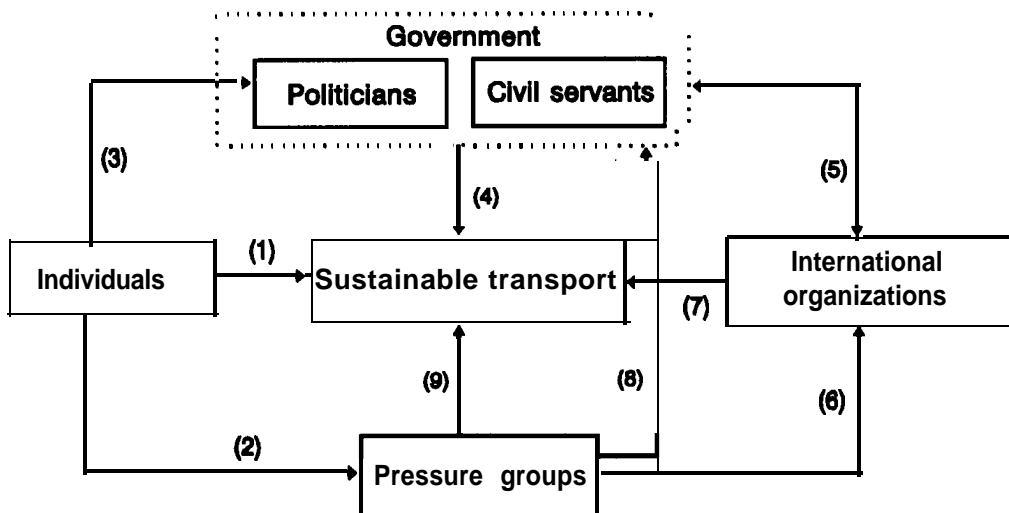 Government
Politicians
Civil servants
(3)
(4)
(5)
Individuals
(1)
Sustainable transport
(7)
International
organizations
(9)
(8)
(6)
(2)
Pressure groups